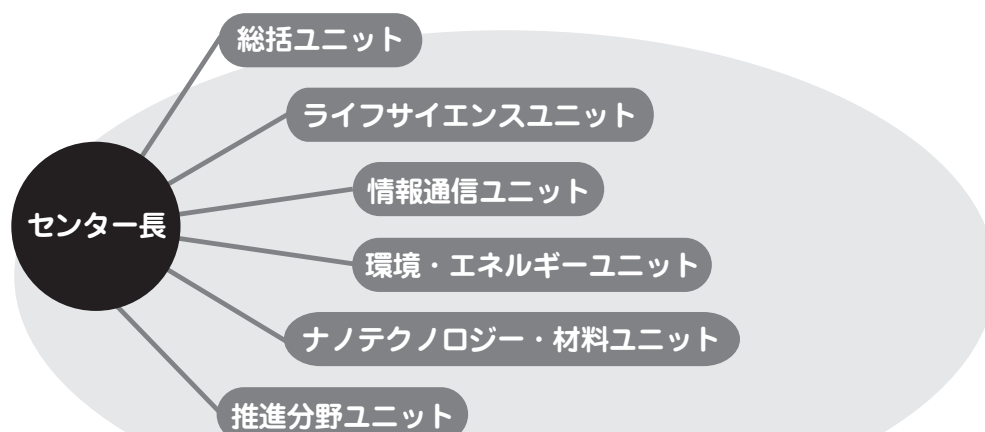 総括ユニット
ライフサイエンスユニット
情報通信ユニット
センター長
環境・エネルギーユニット
ナノテクノロジー・材料ユニット
推進分野ユニット